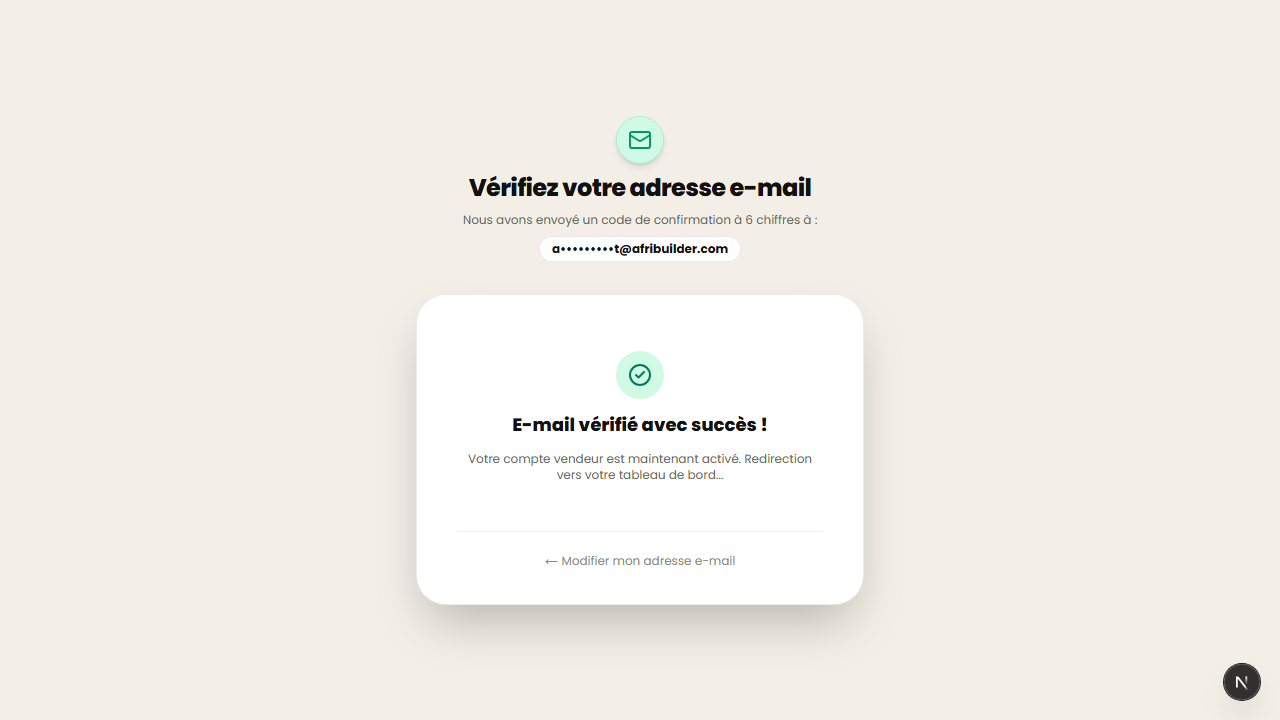 Vérifiez votre adresse e-mail
Nous avons envoyé un code de confirmation à 6 chiffres à :
a•••••••••t@afribuilder.com
E-mail vérifié avec succès !
Votre compte vendeur est maintenant activé. Redirection
vers votre tableau de bord...
← Modifier mon adresse e-mail
N